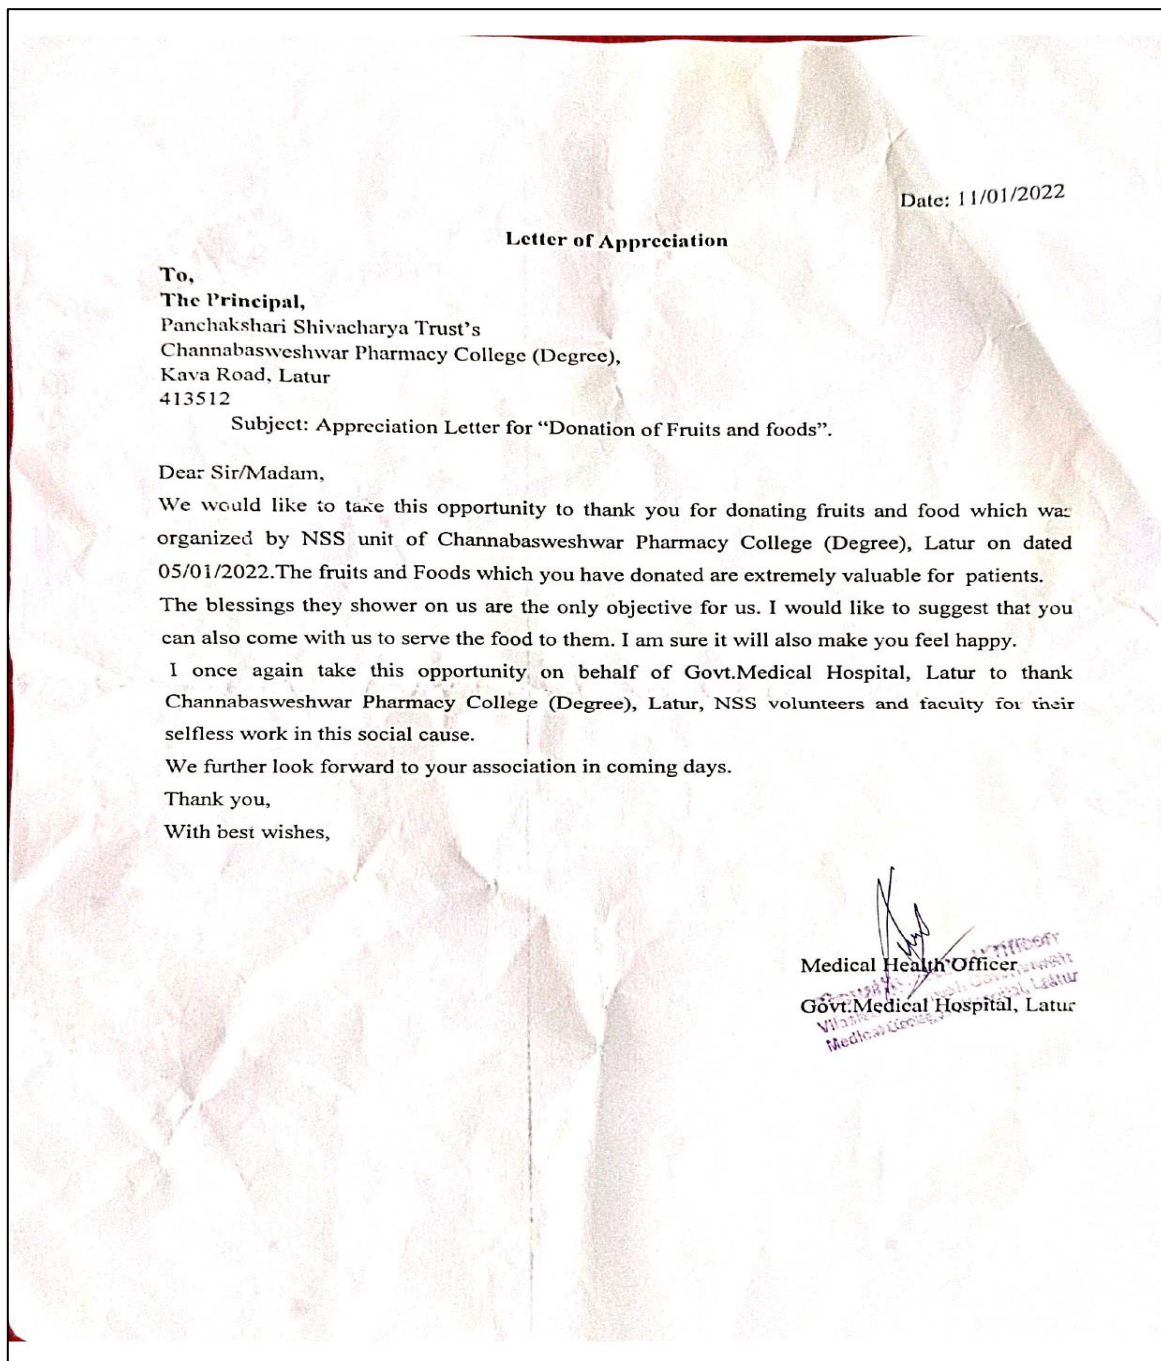 Date: 11/01/2022
Letter of Appreciation
To,
The Principal,
Panchakshari Shivacharya Trust's
Channabasweshwar Pharmacy College (Degree),
Kava Road, Latur
413512
Subject: Appreciation Letter for “Donation of Fruits and foods”.
Dear Sir/Madam,
We would like to take this opportunity to thank you for donating fruits and food which was
organized by NSS unit of Channabasweshwar Pharmacy College (Degree), Latur on dated
05/01/2022.The fruits and Foods which you have donated are extremely valuable for patients.
The blessings they shower on us are the only objective for us. I would like to suggest that you
can also come with us to serve the food to them. I am sure it will also make you feel happy.
I once again take this opportunity on behalf of Govt.Medical Hospital, Latur to thank
Channabasweshwar Pharmacy College (Degree), Latur, NSS volunteers and faculty for their
selfless work in this social cause.
We further look forward to your association in coming days.
Thank you,
With best wishes,
Medical Health Officer
Govt.Medical Hospital, Latur
Medical Hospital, Latur